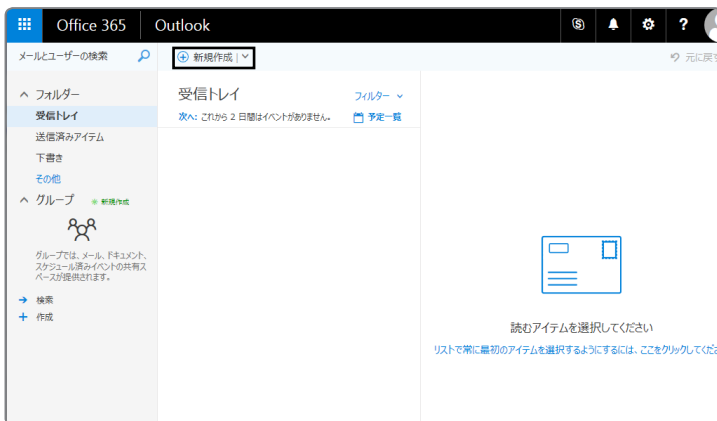 Office 365 Outlook ?
メールとユーザーの検索
新規作成 元に戻す
フォルダー
受信トレイ
送信済みアイテム
下書き
その他
グループ 新規作成
グループでは、メール、ドキュメント、
スケジュール済みイベントの共有ス
ペースが提供されます。
検索
作成
受信トレイ フィルター
次へ: これから 2 日間はイベントがありません。 予定一覧
読むアイテムを選択してください
リストで常に最初のアイテムを選択するようにするには、ここをクリックしてくだ